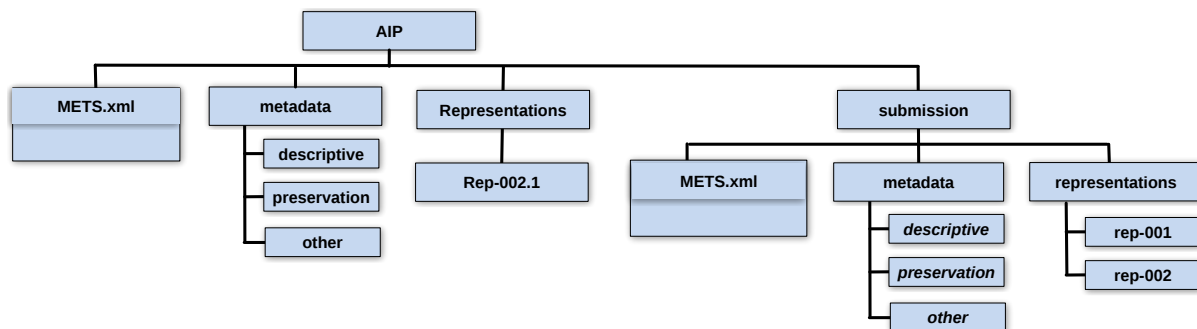 AIP
METS.xml
metadata
Representations
submission
descriptive
preservation
other
Rep-002.1
METS.xml
metadata
representations
descriptive
preservation
other
rep-001
rep-002